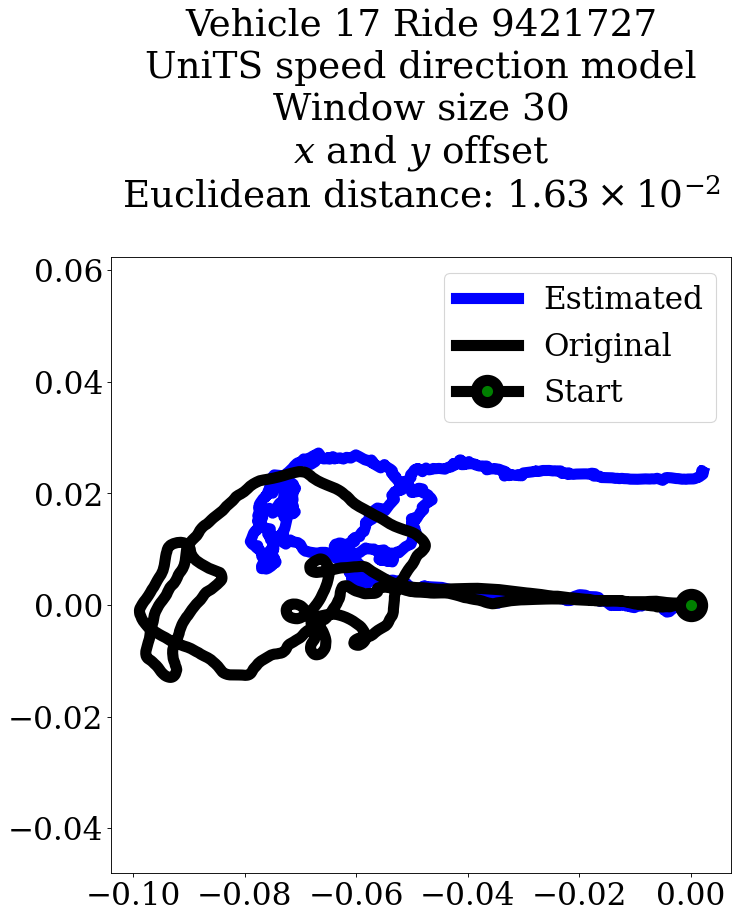 Vehicle 17 Ride 9421727
UniTS speed direction model
Window size 30
x and y offset
Euclidean distance: 1.63 × 10⁻²
Estimated
Original
Start
0.06
0.04
0.02
0.00
−0.02
−0.04
−0.10 −0.08 −0.06 −0.04 −0.02 0.00